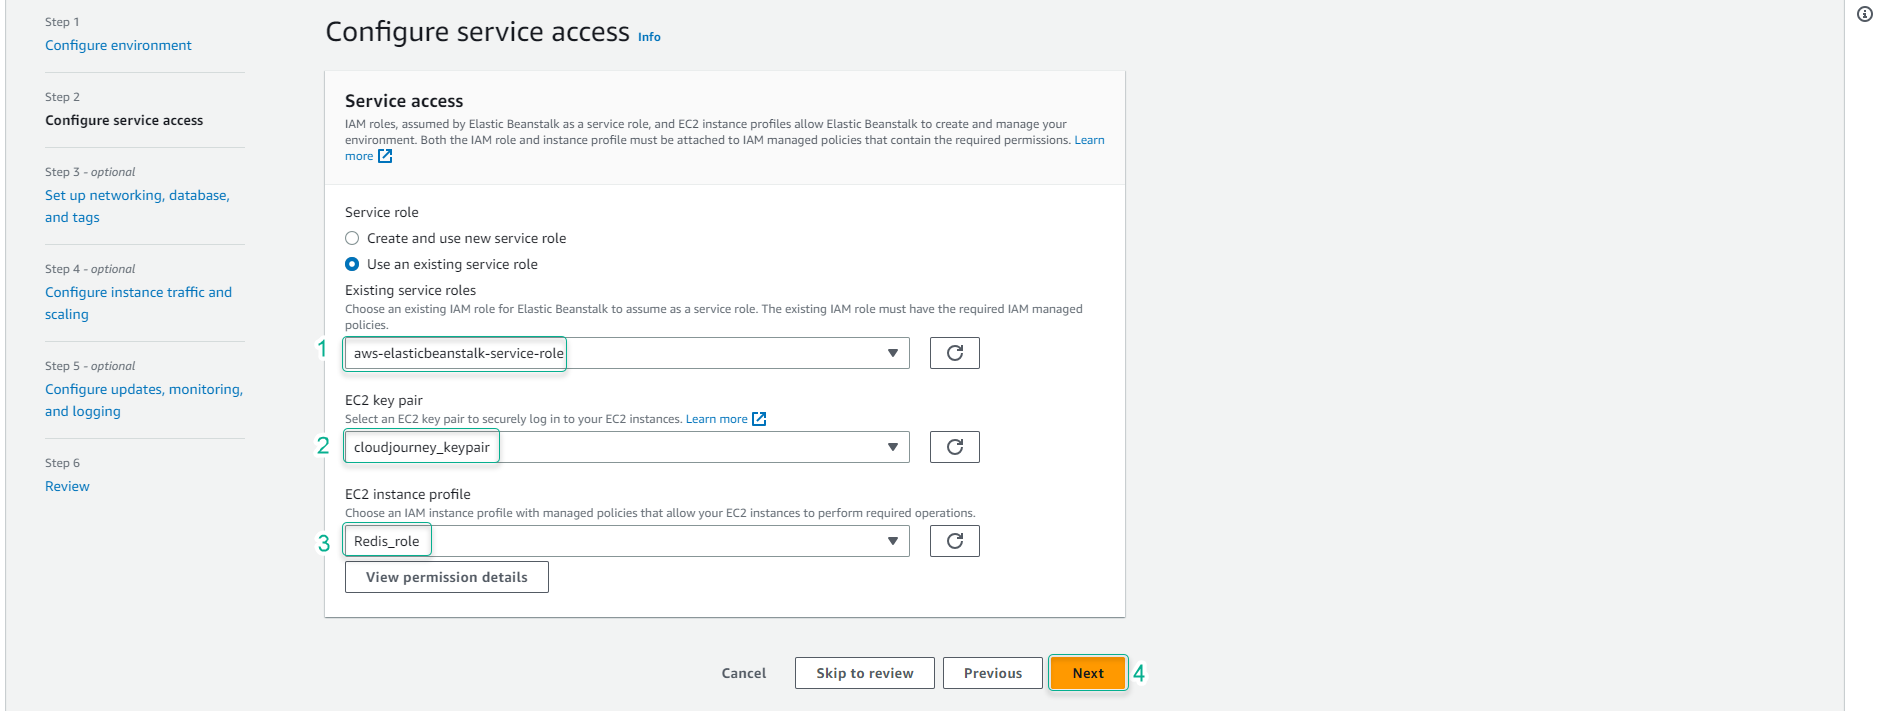 Step 1
Configure environment
Step 2
Configure service access
Step 3 - optional
Set up networking, database,
and tags
Step 4 - optional
Configure instance traffic and
scaling
Step 5 - optional
Configure updates, monitoring,
and logging
Step 6
Review
Configure service access Info
Service access
IAM roles, assumed by Elastic Beanstalk as a service role, and EC2 instance profiles allow Elastic Beanstalk to create and manage your
environment. Both the IAM role and instance profile must be attached to IAM managed policies that contain the required permissions. Learn
more
Service role
Create and use new service role
Use an existing service role
Existing service roles
Choose an existing IAM role for Elastic Beanstalk to assume as a service role. The existing IAM role must have the required IAM managed
policies.
1 aws-elasticbeanstalk-service-role
EC2 key pair
Select an EC2 key pair to securely log in to your EC2 instances. Learn more
2 cloudjourney_keypair
EC2 instance profile
Choose an IAM instance profile with managed policies that allow your EC2 instances to perform required operations.
3 Redis_role
View permission details
Cancel Skip to review Previous Next 4